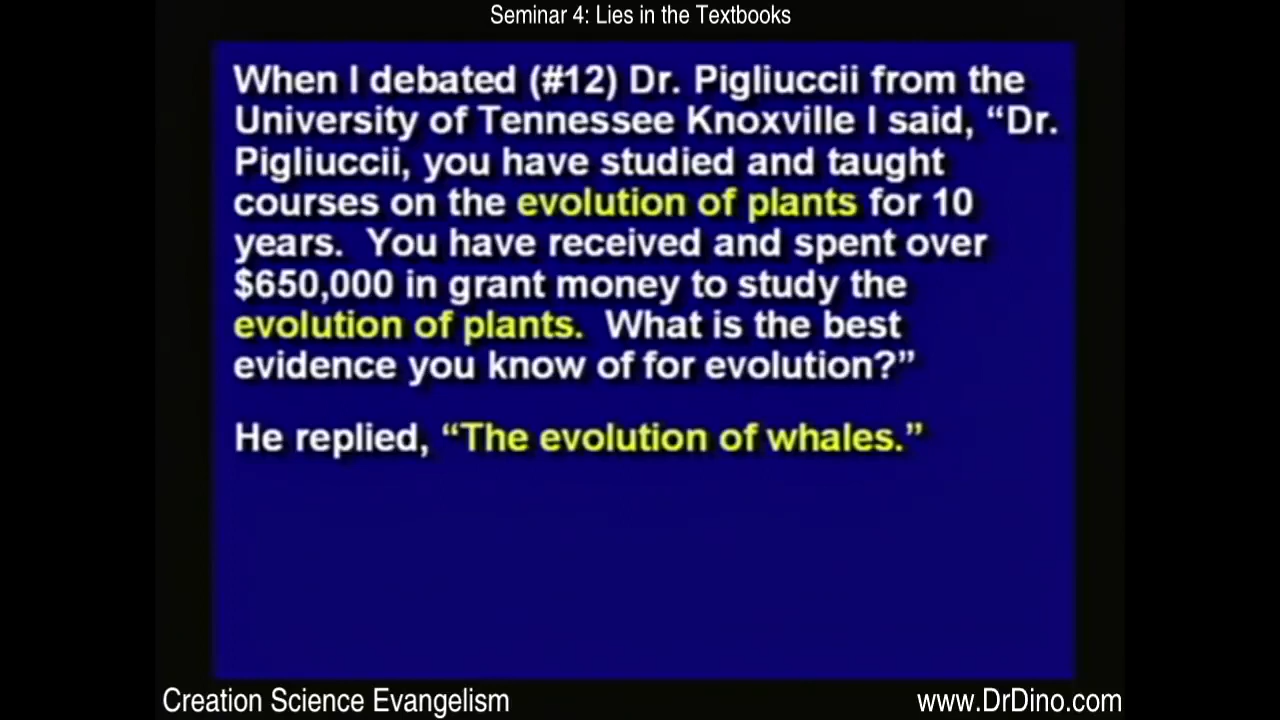 Seminar 4: Lies in the Textbooks
When I debated (#12) Dr. Pigliuccii from the
University of Tennessee Knoxville I said, “Dr.
Pigliuccii, you have studied and taught
courses on the evolution of plants for 10
years.  You have received and spent over
$650,000 in grant money to study the
evolution of plants.  What is the best
evidence you know of for evolution?”
He replied, “The evolution of whales.”
Creation Science Evangelism
www.DrDino.com